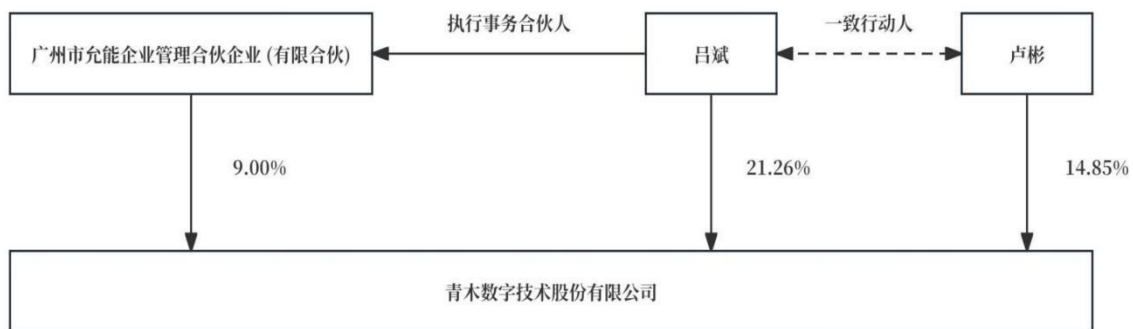 执行事务合伙人
一致行动人
广州市允能企业管理合伙企业 (有限合伙)
吕斌
卢彬
9.00%
21.26%
14.85%
青木数字技术股份有限公司